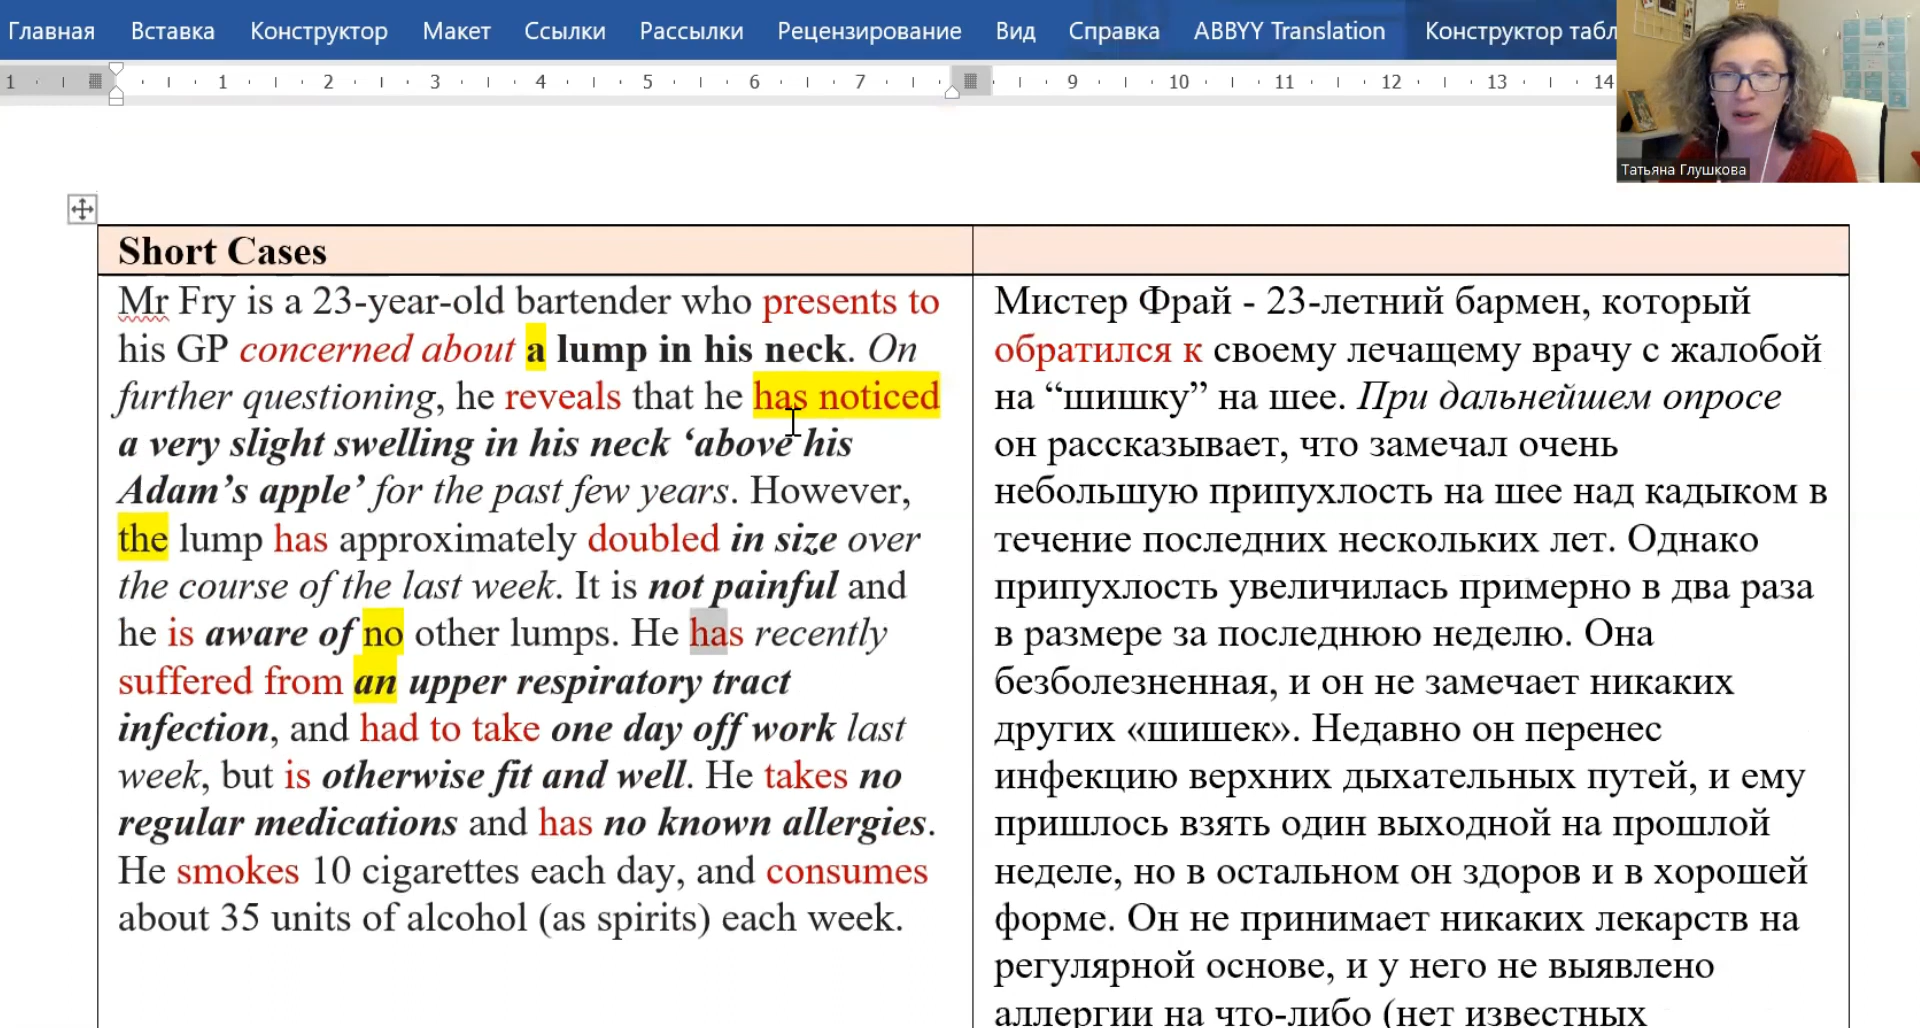 Главная Вставка Конструктор Макет Ссылки Рассылки Рецензирование Вид Справка ABBYY Translation Конструктор табл
1 1 2 3 4 5 6 7 9 10 11 12 13 14
Татьяна Глушкова
Short Cases
Mr Fry is a 23-year-old bartender who presents to
his GP concerned about a lump in his neck. On
further questioning, he reveals that he has noticed
a very slight swelling in his neck ‘above his
Adam’s apple’ for the past few years. However,
the lump has approximately doubled in size over
the course of the last week. It is not painful and
he is aware of no other lumps. He has recently
suffered from an upper respiratory tract
infection, and had to take one day off work last
week, but is otherwise fit and well. He takes no
regular medications and has no known allergies.
He smokes 10 cigarettes each day, and consumes
about 35 units of alcohol (as spirits) each week.
Мистер Фрай - 23-летний бармен, который
обратился к своему лечащему врачу с жалобой
на “шишку” на шее. При дальнейшем опросе
он рассказывает, что замечал очень
небольшую припухлость на шее над кадыком в
течение последних нескольких лет. Однако
припухлость увеличилась примерно в два раза
в размере за последнюю неделю. Она
безболезненная, и он не замечает никаких
других «шишек». Недавно он перенес
инфекцию верхних дыхательных путей, и ему
пришлось взять один выходной на прошлой
неделе, но в остальном он здоров и в хорошей
форме. Он не принимает никаких лекарств на
регулярной основе, и у него не выявлено
аллергии на что-либо (нет известных